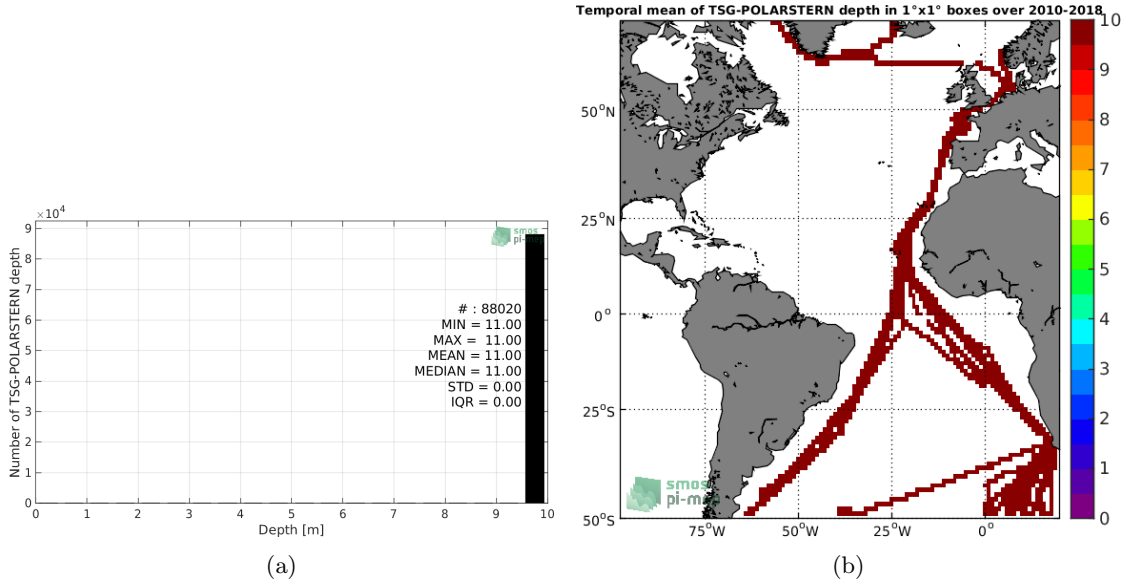 Temporal mean of TSG-POLARSTERN depth in 1°x1° boxes over 2010-2018
×10⁴
9
8
7
6
5
4
3
2
1
0
Number of TSG-POLARSTERN depth
smos
pi-mep
# : 88020
MIN = 11.00
MAX = 11.00
MEAN = 11.00
MEDIAN = 11.00
STD = 0.00
IQR = 0.00
0 1 2 3 4 5 6 7 8 9 10
Depth [m]
(a)
50°N
25°N
0°
25°S
50°S
75°W 50°W 25°W 0°
smos
pi-mep
10
9
8
7
6
5
4
3
2
1
0
(b)